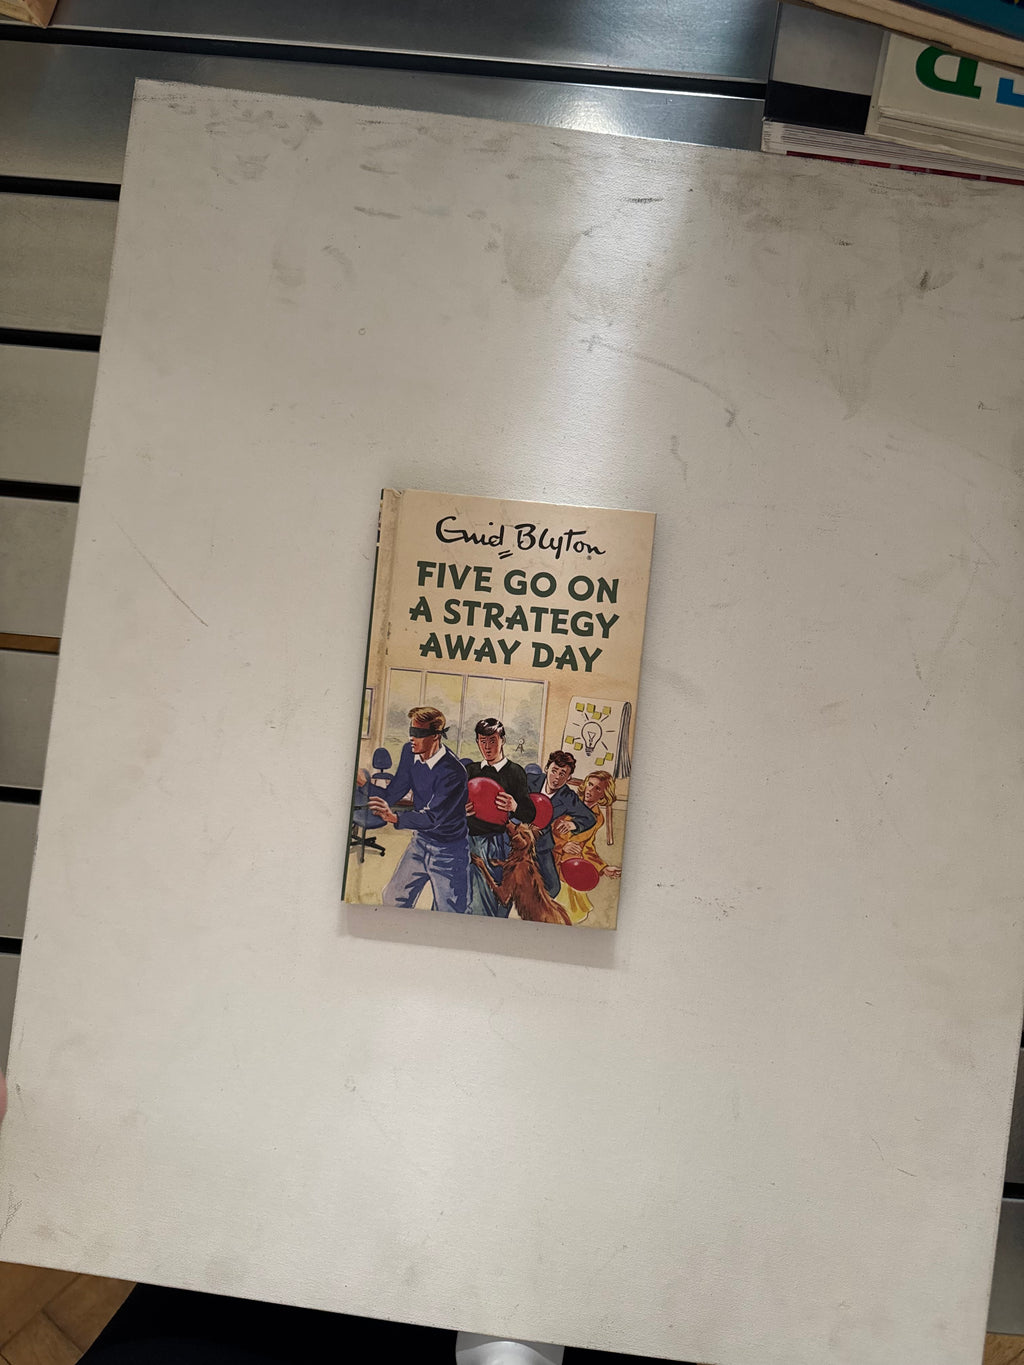 Enid Blyton
FIVE GO ON
A STRATEGY
AWAY DAY